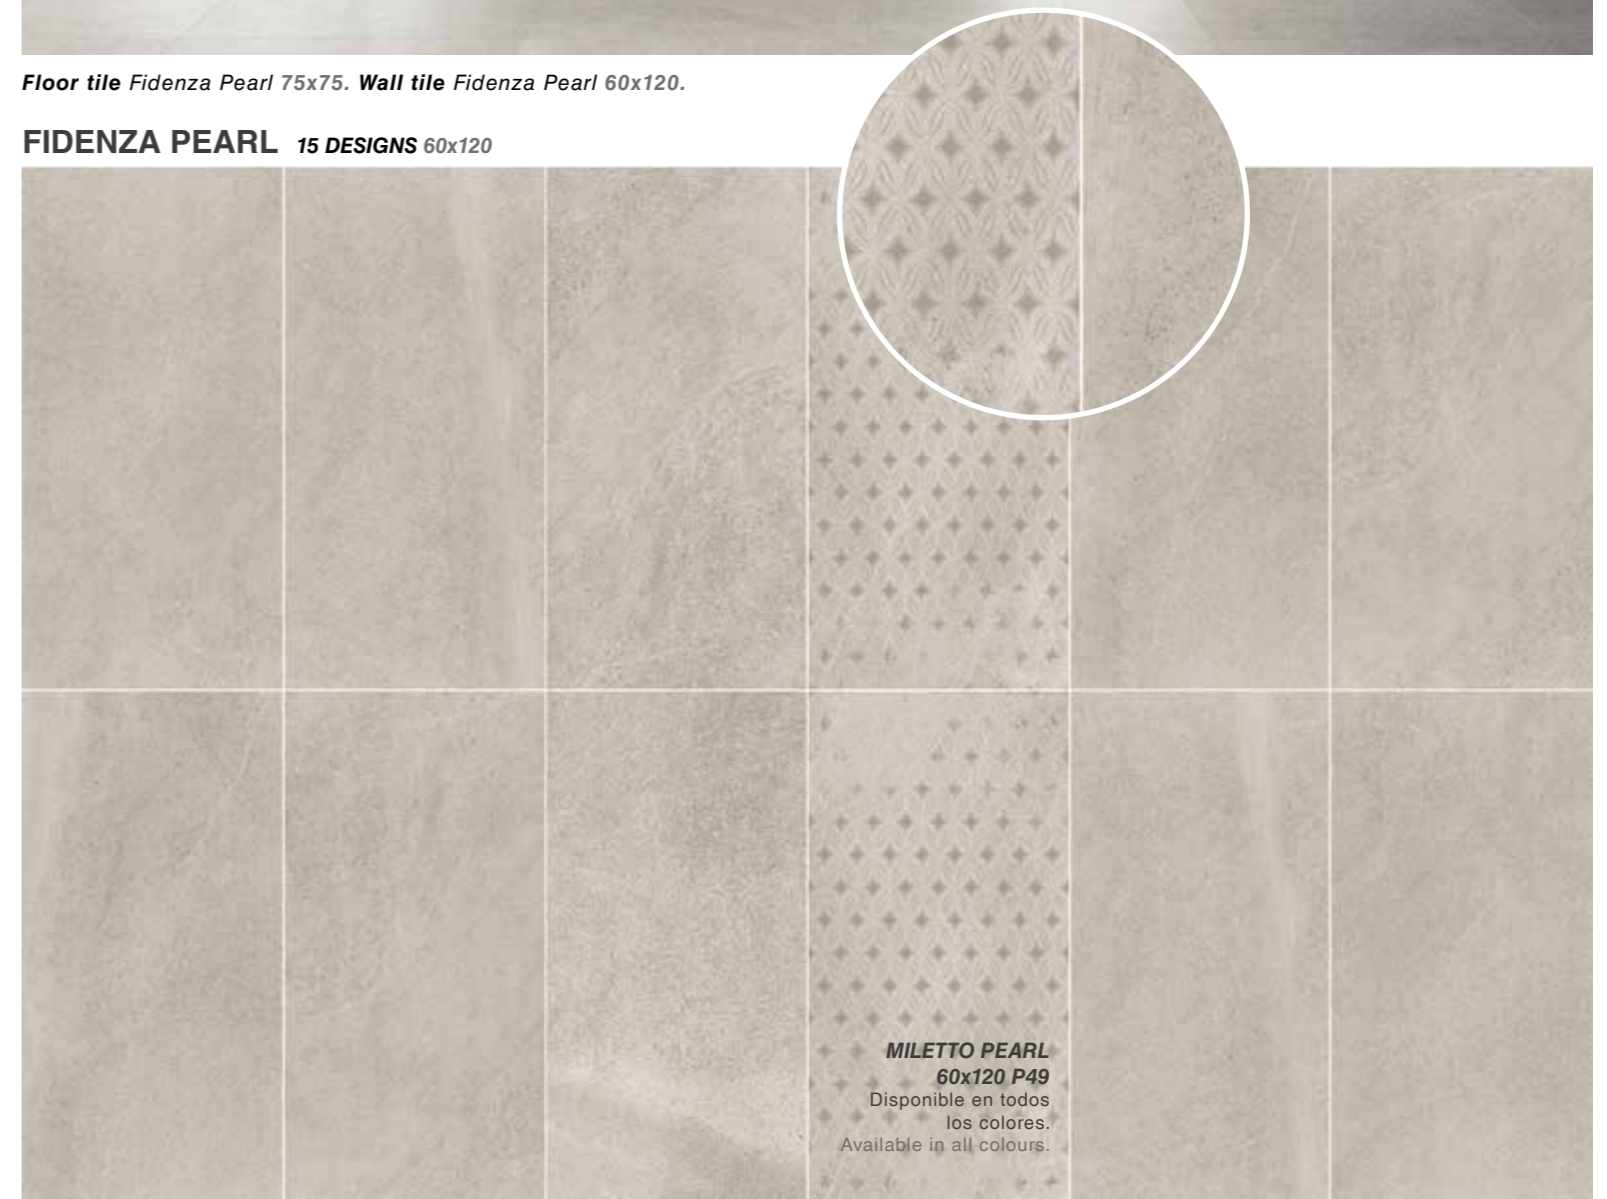 Floor tile Fidenza Pearl 75x75. Wall tile Fidenza Pearl 60x120.
FIDENZA PEARL 15 DESIGNS 60x120
MILETTO PEARL
60x120 P49
Disponible en todos
los colores.
Available in all colours.